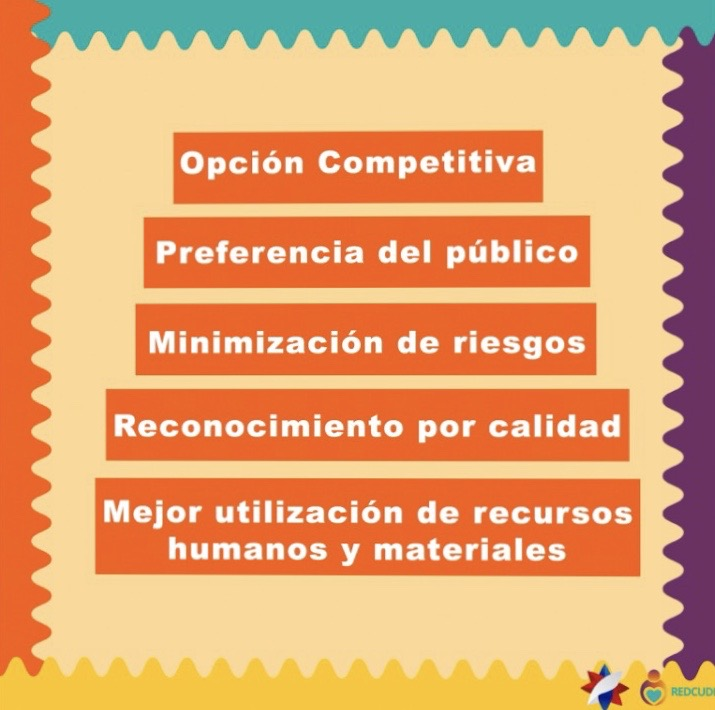 Opción Competitiva
Preferencia del público
Minimización de riesgos
Reconocimiento por calidad
Mejor utilización de recursos
humanos y materiales